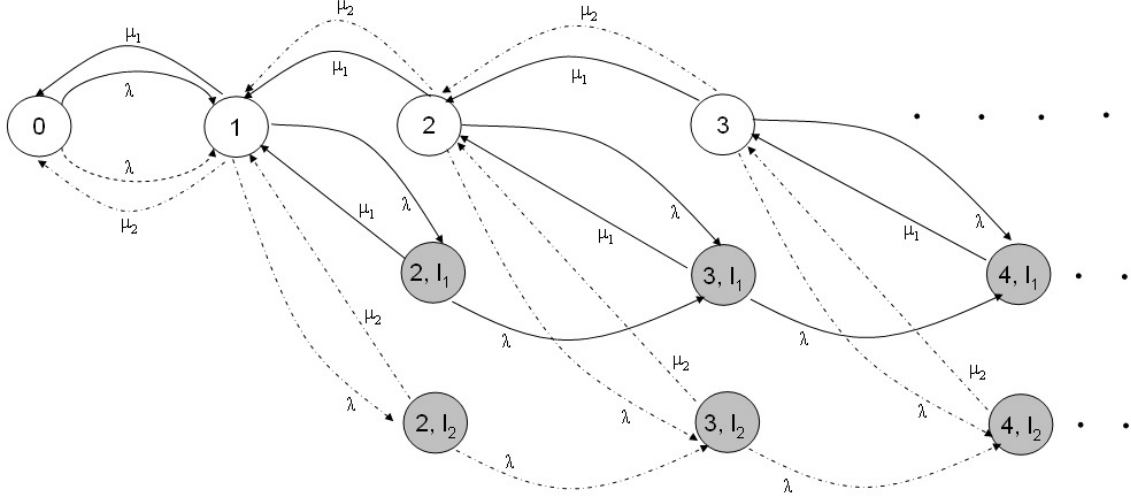 μ₂ μ₂
μ₁ μ₁ μ₁
λ
0 1 2 3
λ λ λ λ
μ₂ μ₁ μ₁ μ₁
2, I₁ 3, I₁ 4, I₁
μ₂ λ λ
μ₂ μ₂
λ λ λ
2, I₂ 3, I₂ 4, I₂
λ λ